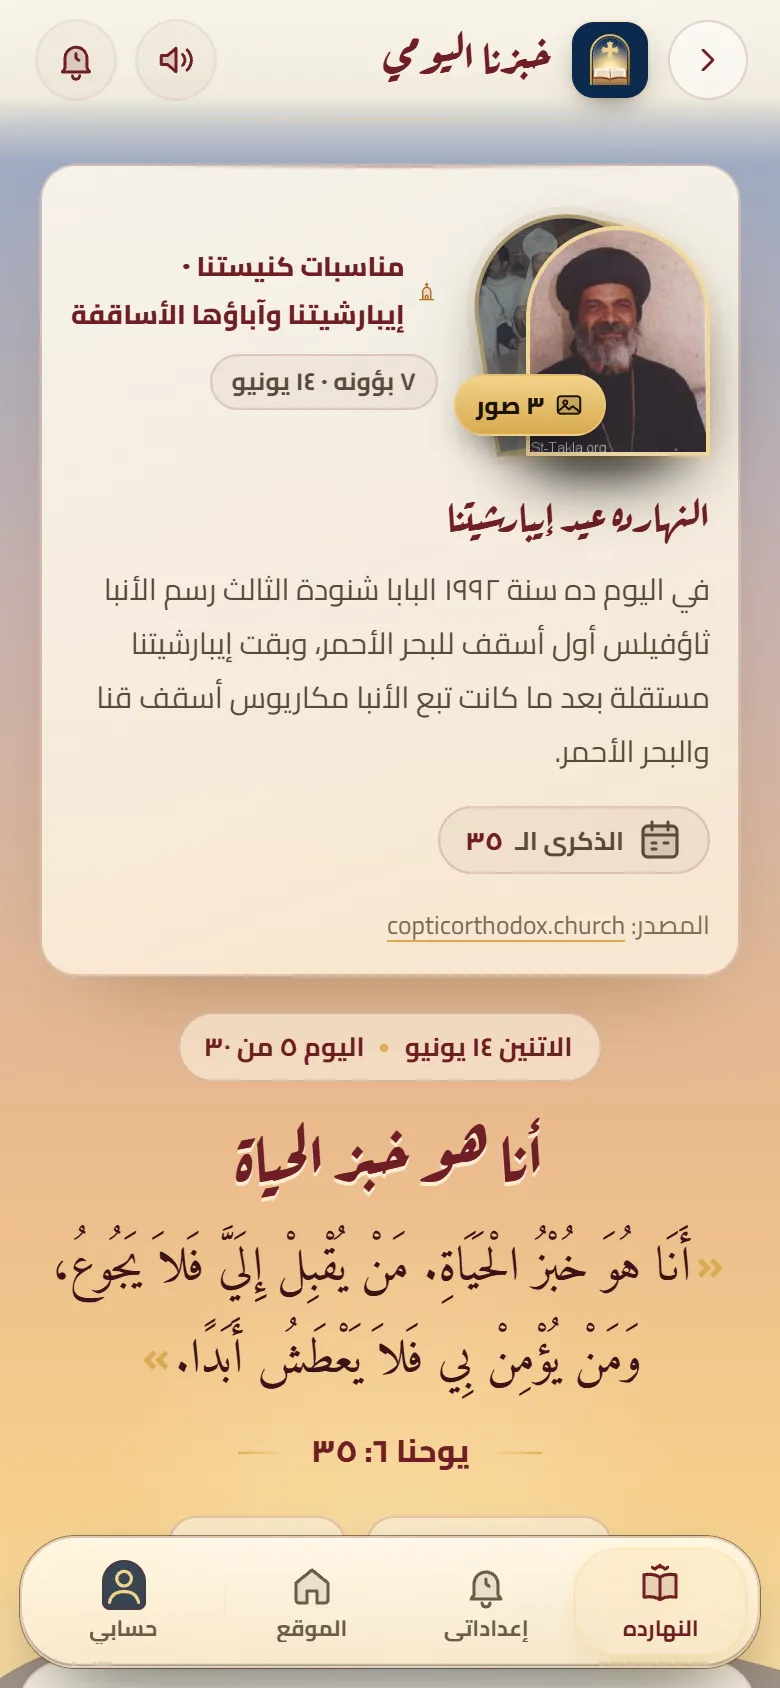 خبزنا اليومي
مناسبات كنيستنا ·
إيبارشيتنا وآباؤها الأساقفة
٧ بؤونه · ١٤ يونيو
٣ صور
St-Takla.org
النهارده عيد إيبارشيتنا
في اليوم ده سنة ١٩٩٢ البابا شنودة الثالث رسم الأنبا
ثاؤفيلس أول أسقف للبحر الأحمر، وبقت إيبارشيتنا
مستقلة بعد ما كانت تبع الأنبا مكاريوس أسقف قنا
والبحر الأحمر.
الذكرى الـ ٣٥
المصدر: copticorthodox.church
الاتنين ١٤ يونيو • اليوم ٥ من ٣٠
أنا هو خبز الحياة
«أَنَا هُوَ خُبْزُ الْحَيَاةِ. مَنْ يُقْبِلْ إِلَيَّ فَلاَ يَجُوعُ،
وَمَنْ يُؤْمِنْ بِي فَلاَ يَعْطَشُ أَبَدًا.»
يوحنا ٦: ٣٥
النهارده
إعداداتى
الموقع
حسابي